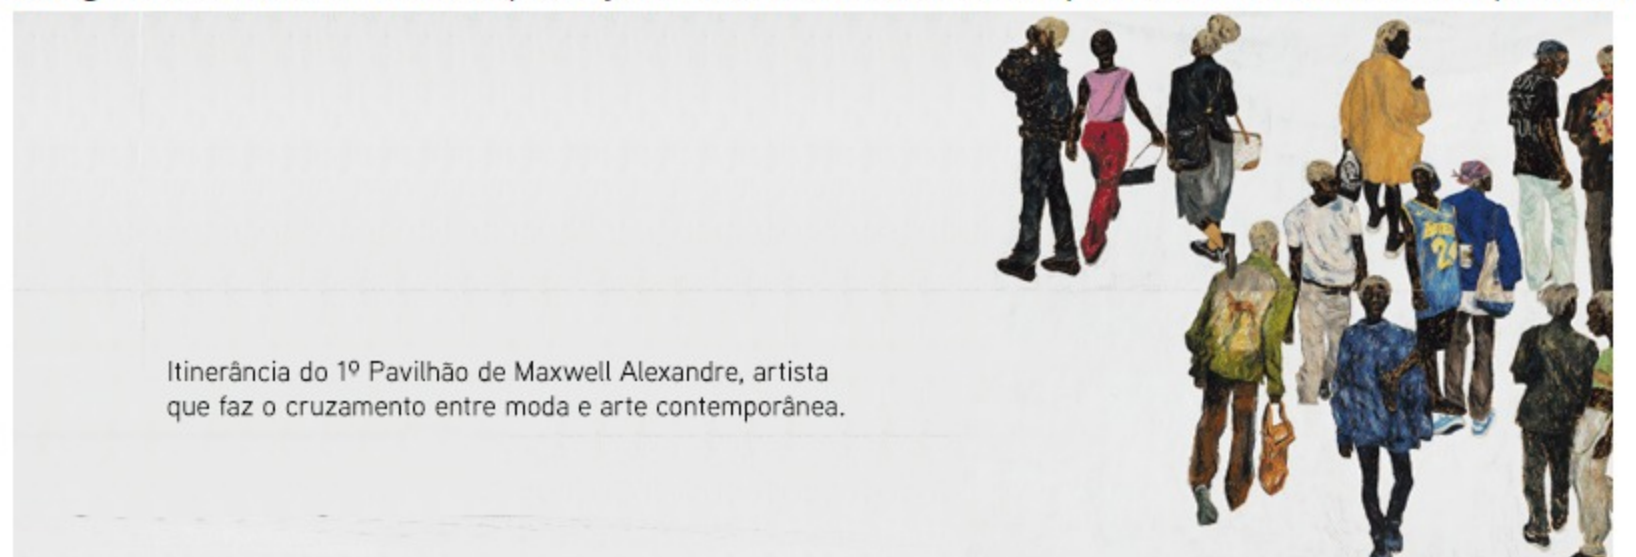 Itinerância do 1º Pavilhão de Maxwell Alexandre, artista
que faz o cruzamento entre moda e arte contemporânea.